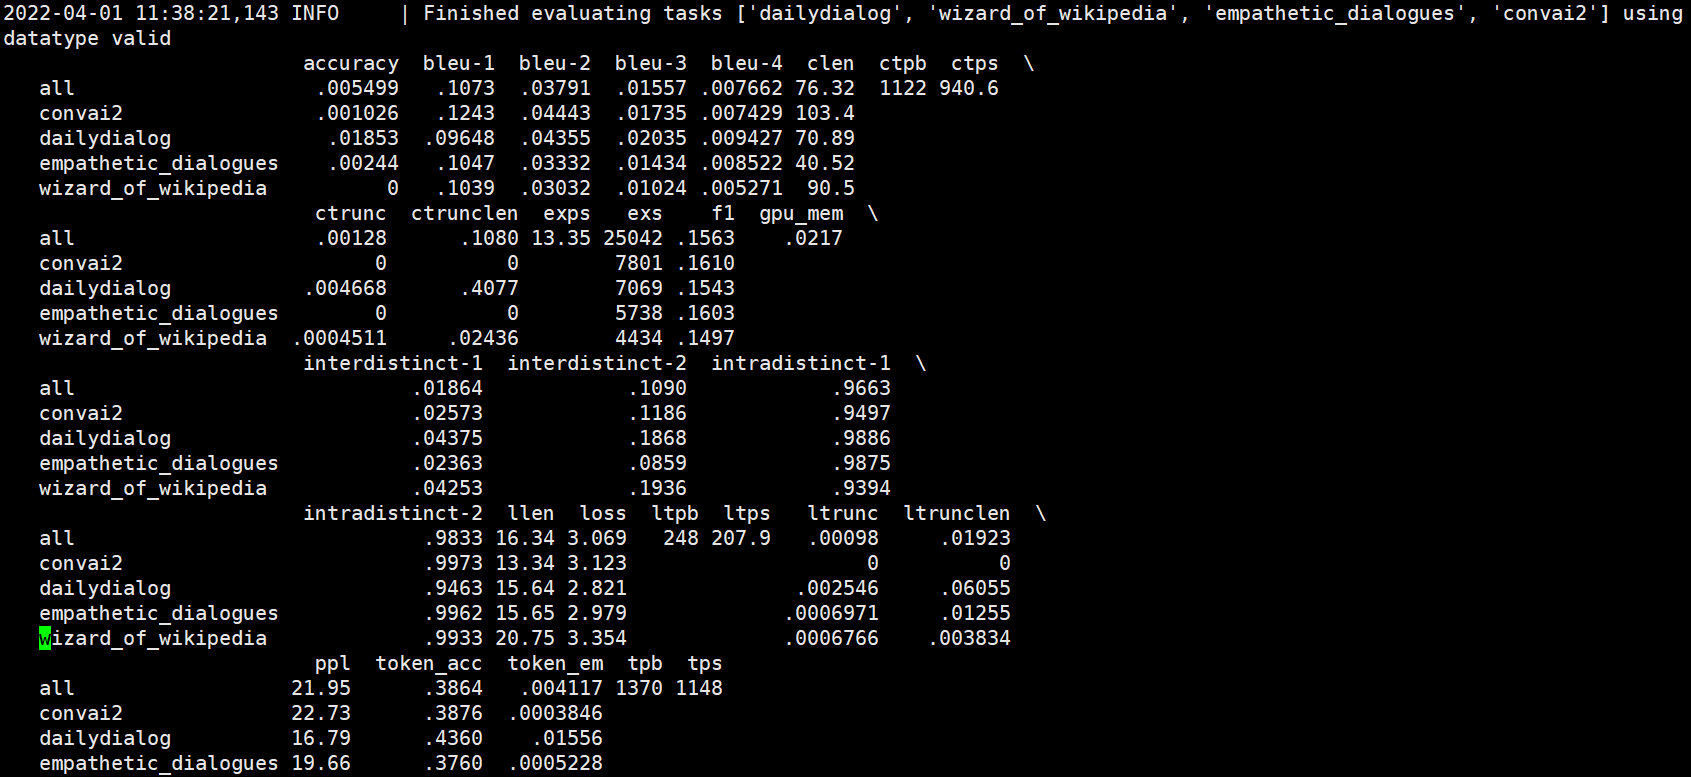 2022-04-01 11:38:21,143 INFO     | Finished evaluating tasks ['dailydialog', 'wizard_of_wikipedia', 'empathetic_dialogues', 'convai2'] using
datatype valid
                         accuracy  bleu-1  bleu-2  bleu-3  bleu-4  clen  ctpb  ctps  \
   all                    .005499   .1073  .03791  .01557 .007662 76.32  1122 940.6
   convai2                .001026   .1243  .04443  .01735 .007429 103.4
   dailydialog             .01853  .09648  .04355  .02035 .009427 70.89
   empathetic_dialogues   .00244   .1047  .03332  .01434 .008522 40.52
   wizard_of_wikipedia          0   .1039  .03032  .01024 .005271  90.5
                          ctrunc  ctrunclen  exps   exs    f1  gpu_mem  \
   all                    .00128      .1080 13.35 25042 .1563    .0217
   convai2                     0          0        7801 .1610
   dailydialog           .004668      .4077        7069 .1543
   empathetic_dialogues        0          0        5738 .1603
   wizard_of_wikipedia  .0004511     .02436        4434 .1497
                         interdistinct-1  interdistinct-2  intradistinct-1  \
   all                            .01864            .1090            .9663
   convai2                        .02573            .1186            .9497
   dailydialog                    .04375            .1868            .9886
   empathetic_dialogues           .02363            .0859            .9875
   wizard_of_wikipedia            .04253            .1936            .9394
                         intradistinct-2  llen  loss  ltpb  ltps   ltrunc  ltrunclen  \
   all                             .9833 16.34 3.069   248 207.9   .00098     .01923
   convai2                         .9973 13.34 3.123                    0          0
   dailydialog                     .9463 15.64 2.821              .002546     .06055
   empathetic_dialogues            .9962 15.65 2.979             .0006971     .01255
   wizard_of_wikipedia             .9933 20.75 3.354             .0006766    .003834
                          ppl  token_acc  token_em  tpb  tps
   all                  21.95      .3864   .004117 1370 1148
   convai2              22.73      .3876  .0003846
   dailydialog          16.79      .4360    .01556
   empathetic_dialogues 19.66      .3760  .0005228